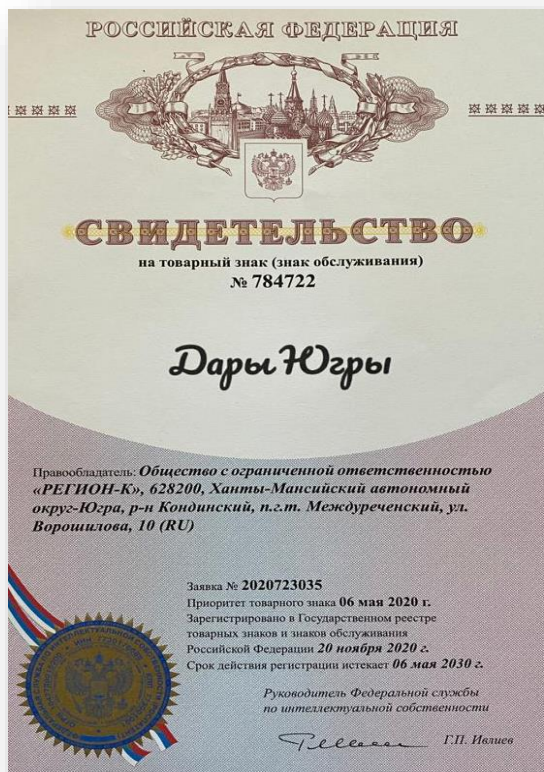 РОССИЙСКАЯ ФЕДЕРАЦИЯ
СВИДЕТЕЛЬСТВО
на товарный знак (знак обслуживания)
№ 784722
Дары Югры
Правообладатель: Общество с ограниченной ответственностью
«РЕГИОН-К», 628200, Ханты-Мансийский автономный
округ-Югра, р-н Кондинский, п.г.т. Междуреченский, ул.
Ворошилова, 10 (RU)
Заявка № 2020723035
Приоритет товарного знака 06 мая 2020 г.
Зарегистрировано в Государственном реестре
товарных знаков и знаков обслуживания
Российской Федерации 20 ноября 2020 г.
Срок действия регистрации истекает 06 мая 2030 г.
Руководитель Федеральной службы
по интеллектуальной собственности
Г.П. Ивлиев